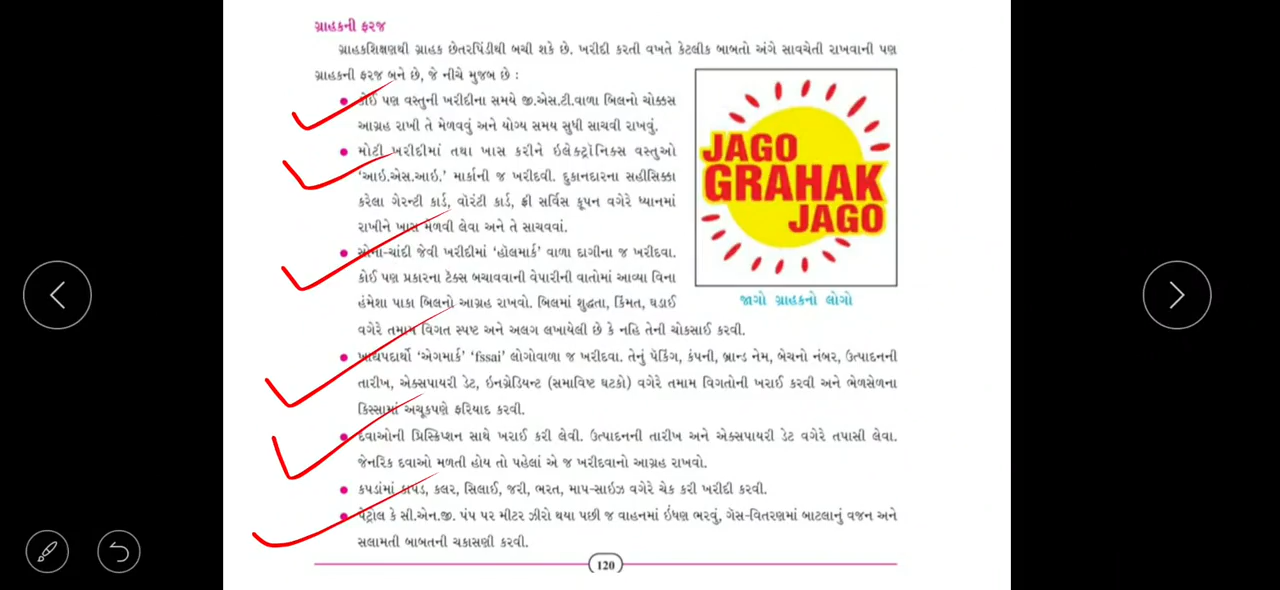 ગ્રાહકની ફરજ
ગ્રાહકશિક્ષણથી ગ્રાહક છેતરપિંડીથી બચી શકે છે. ખરીદી કરતી વખતે કેટલીક બાબતો અંગે સાવચેતી રાખવાની પણ
ગ્રાહકની ફરજ બને છે, જે નીચે મુજબ છે :
● કોઈ પણ વસ્તુની ખરીદીના સમયે જી.એસ.ટી.વાળા બિલનો ચોક્કસ
આગ્રહ રાખી તે મેળવવું અને યોગ્ય સમય સુધી સાચવી રાખવું.
● મોટી ખરીદીમાં તથા ખાસ કરીને ઇલેક્ટ્રૉનિક્સ વસ્તુઓ
‘આઇ.એસ.આઇ.’ માર્કાની જ ખરીદવી. દુકાનદારના સહીસિક્કા
કરેલા ગેરન્ટી કાર્ડ, વૉરંટી કાર્ડ, ફ્રી સર્વિસ કૂપન વગેરે ધ્યાનમાં
રાખીને ખાસ મેળવી લેવા અને તે સાચવવાં.
● સોના-ચાંદી જેવી ખરીદીમાં ‘હૉલમાર્ક’ વાળા દાગીના જ ખરીદવા.
કોઈ પણ પ્રકારના ટેક્સ બચાવવાની વેપારીની વાતોમાં આવ્યા વિના
હંમેશા પાકા બિલનો આગ્રહ રાખવો. બિલમાં શુદ્ધતા, કિંમત, ઘડાઈ
વગેરે તમામ વિગત સ્પષ્ટ અને અલગ લખાયેલી છે કે નહિ તેની ચોકસાઈ કરવી.
● ખાદ્યપદાર્થો ‘એગમાર્ક’ ‘fssai’ લોગોવાળા જ ખરીદવા. તેનું પૅકિંગ, કંપની, બ્રાન્ડ નેમ, બેચનો નંબર, ઉત્પાદનની
તારીખ, એક્સપાયરી ડેટ, ઇનગ્રેડિયન્ટ (સમાવિષ્ટ ઘટકો) વગેરે તમામ વિગતોની ખરાઈ કરવી અને ભેળસેળના
કિસ્સામાં અચૂકપણે ફરિયાદ કરવી.
● દવાઓની પ્રિસ્ક્રિપ્શન સાથે ખરાઈ કરી લેવી. ઉત્પાદનની તારીખ અને એક્સપાયરી ડેટ વગેરે તપાસી લેવા.
જેનરિક દવાઓ મળતી હોય તો પહેલાં એ જ ખરીદવાનો આગ્રહ રાખવો.
● કપડાંમાં કાપડ, કલર, સિલાઈ, જરી, ભરત, માપ-સાઇઝ વગેરે ચેક કરી ખરીદી કરવી.
● પેટ્રોલ કે સી.એન.જી. પંપ પર મીટર ઝીરો થયા પછી જ વાહનમાં ઈંધણ ભરવું, ગેસ-વિતરણમાં બાટલાનું વજન અને
સલામતી બાબતની ચકાસણી કરવી.
JAGO
GRAHAK
JAGO
જાગો ગ્રાહકનો લોગો
120